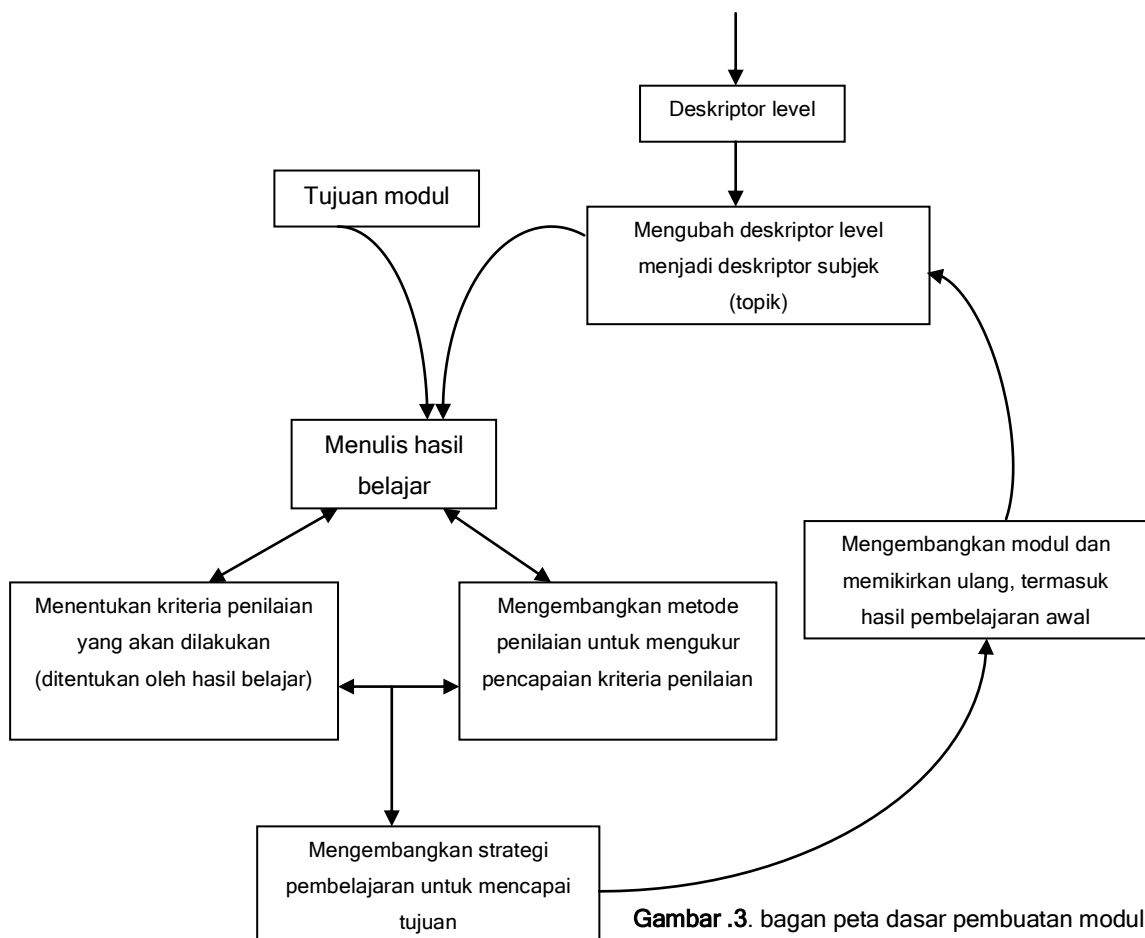 Deskriptor level
Tujuan modul
Mengubah deskriptor level
menjadi deskriptor subjek
(topik)
Menulis hasil
belajar
Menentukan kriteria penilaian
yang akan dilakukan
(ditentukan oleh hasil belajar)
Mengembangkan metode
penilaian untuk mengukur
pencapaian kriteria penilaian
Mengembangkan modul dan
memikirkan ulang, termasuk
hasil pembelajaran awal
Mengembangkan strategi
pembelajaran untuk mencapai
tujuan
Gambar .3. bagan peta dasar pembuatan modul